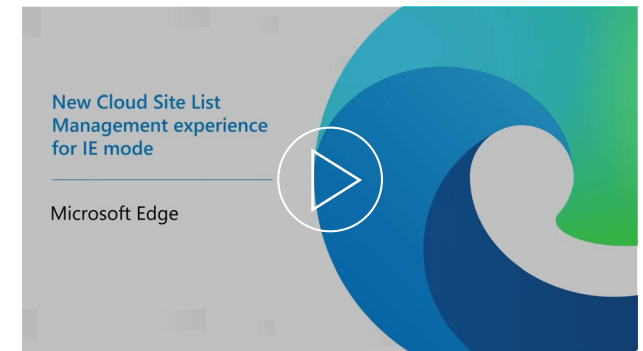 New Cloud Site List
Management experience
for IE mode
Microsoft Edge